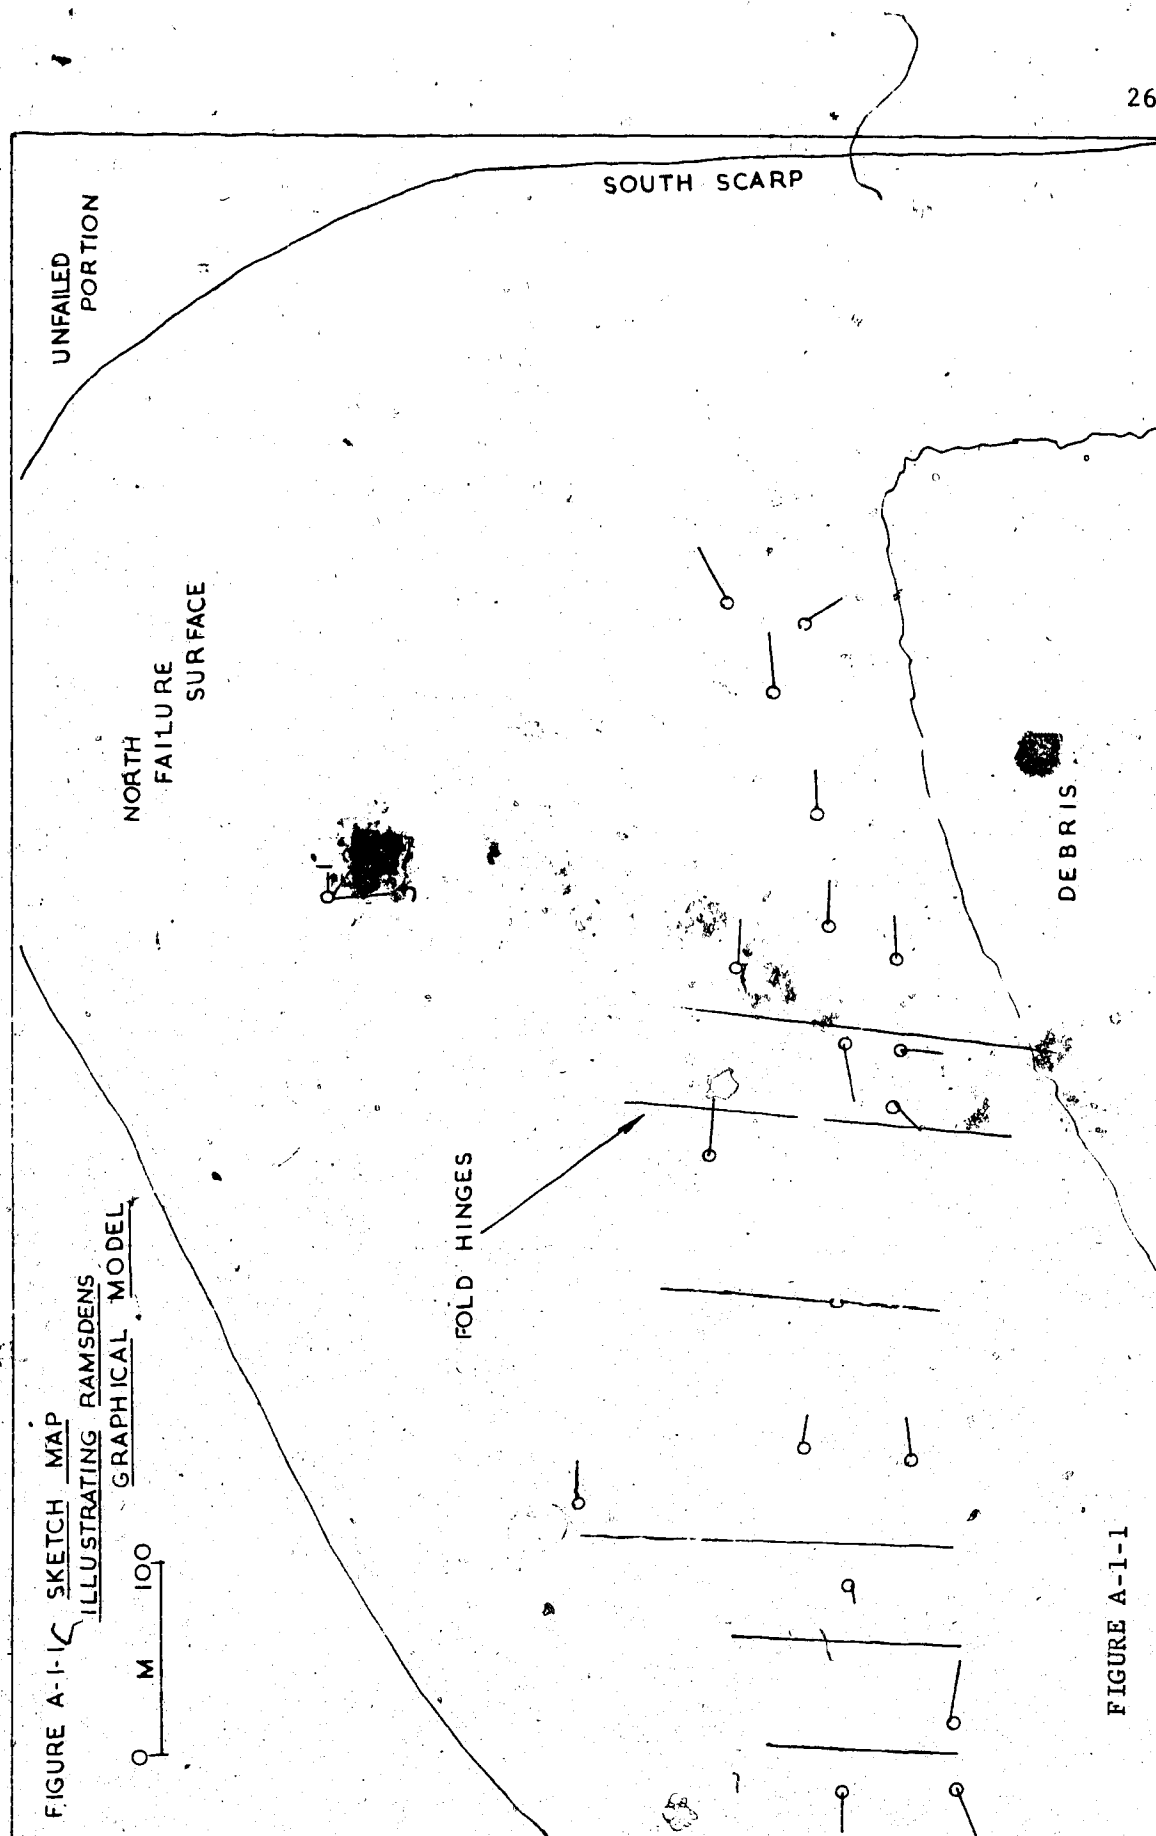 26
SOUTH SCARP
UNFAILED
PORTION
NORTH
FAILURE
SURFACE
DEBRIS
FOLD HINGES
FIGURE A-1-1 SKETCH MAP
ILLUSTRATING RAMSDENS
GRAPHICAL MODEL
0 M 100
FIGURE A-1-1